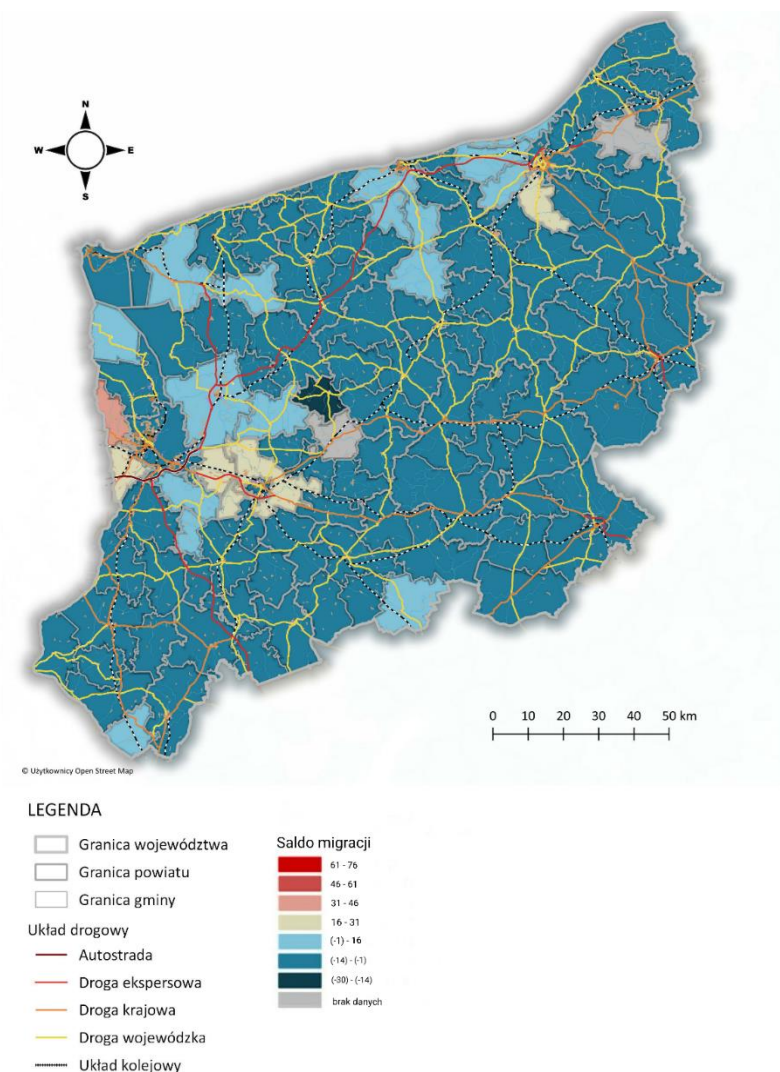 N
W
E
S
0 10 20 30 40 50 km
© Użytkownicy Open Street Map
LEGENDA
Granica województwa
Granica powiatu
Granica gminy
Układ drogowy
Autostrada
Droga ekspersowa
Droga krajowa
Droga wojewódzka
Układ kolejowy
Saldo migracji
61 - 76
46 - 61
31 - 46
16 - 31
(-1) - 16
(-14) - (-1)
(-30) - (-14)
brak danych